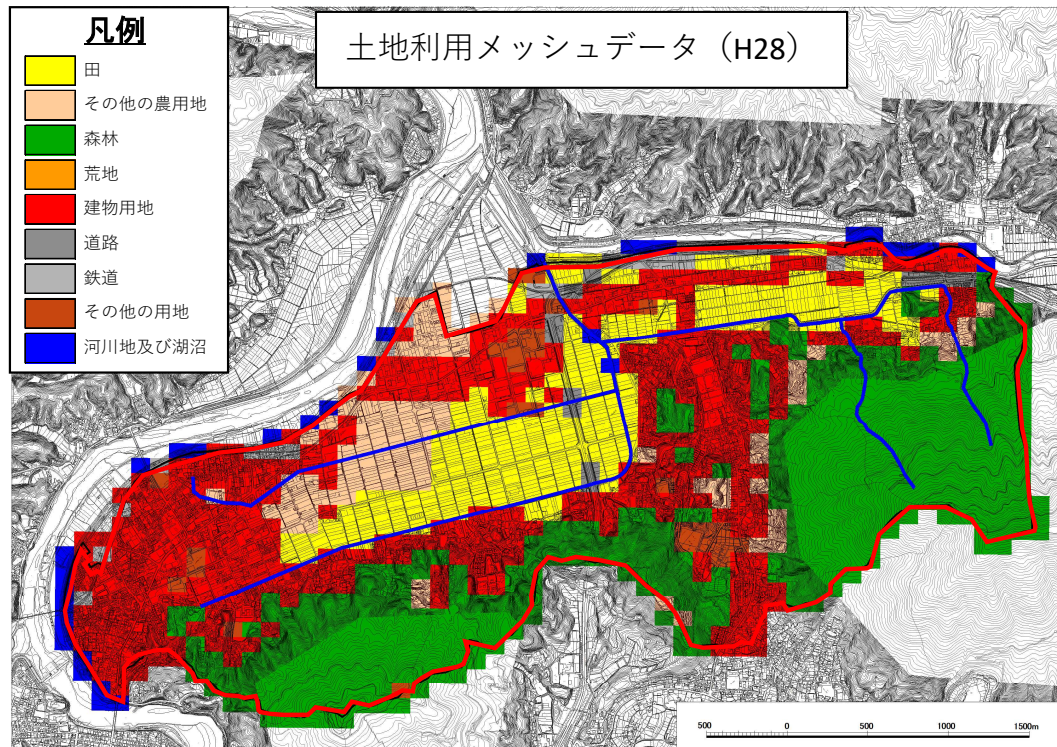 凡例
田
その他の農用地
森林
荒地
建物用地
道路
鉄道
その他の用地
河川地及び湖沼
土地利用メッシュデータ（H28）
500 0 500 1000 1500m